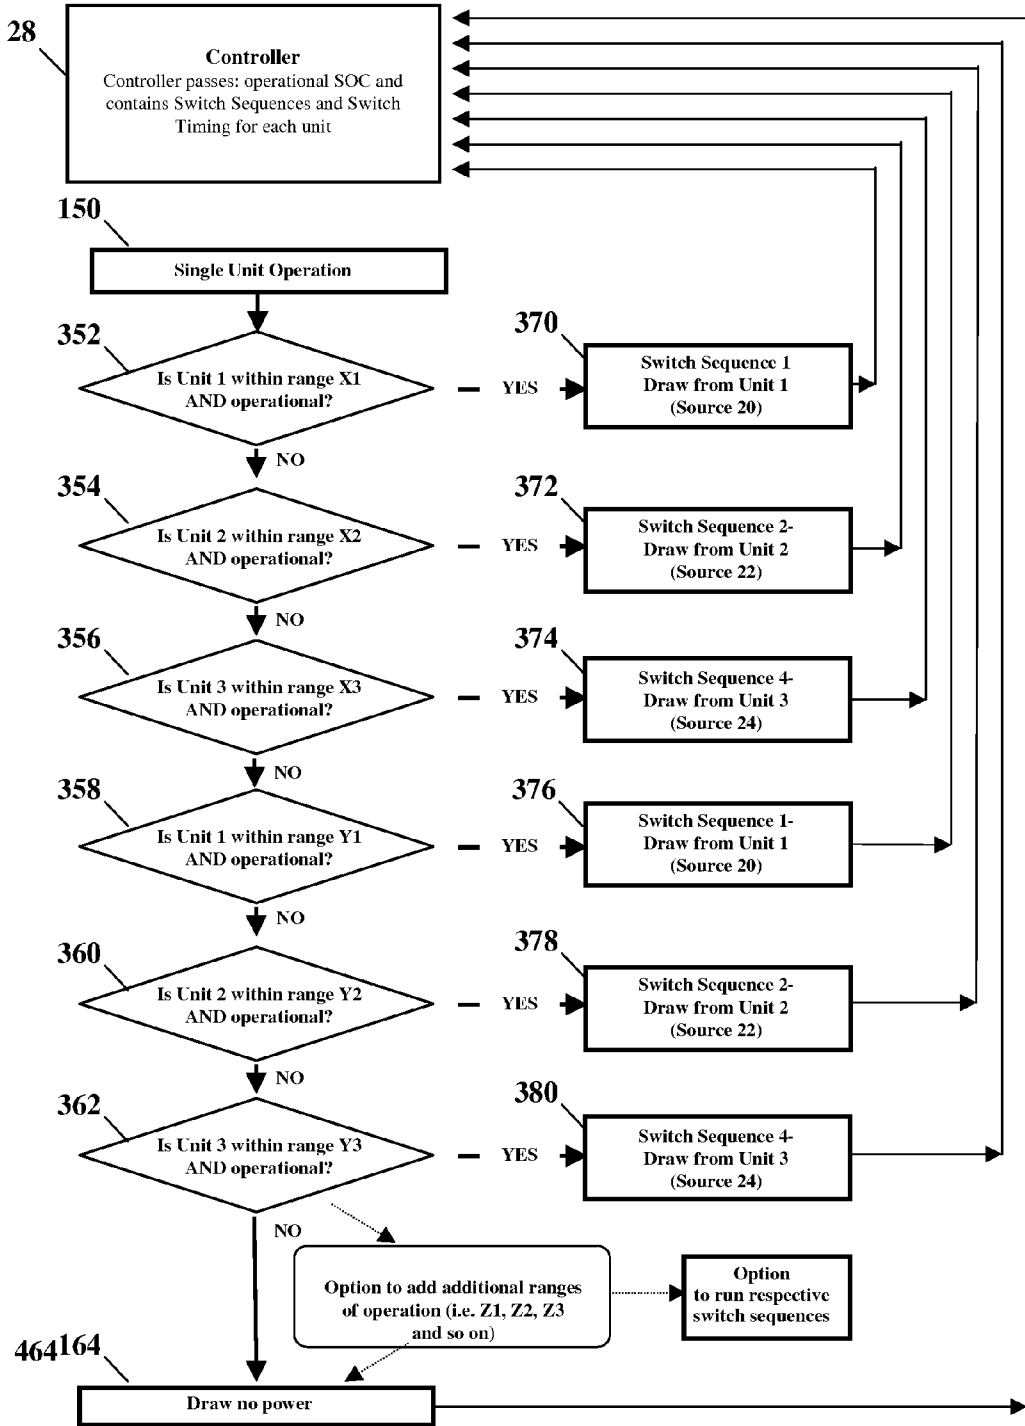 28
Controller
Controller passes: operational SOC and
contains Switch Sequences and Switch
Timing for each unit
150
Single Unit Operation
352
Is Unit 1 within range X1
AND operational?
YES
370
Switch Sequence 1
Draw from Unit 1
(Source 20)
NO
354
Is Unit 2 within range X2
AND operational?
YES
372
Switch Sequence 2-
Draw from Unit 2
(Source 22)
NO
356
Is Unit 3 within range X3
AND operational?
YES
374
Switch Sequence 4-
Draw from Unit 3
(Source 24)
NO
358
Is Unit 1 within range Y1
AND operational?
YES
376
Switch Sequence 1-
Draw from Unit 1
(Source 20)
NO
360
Is Unit 2 within range Y2
AND operational?
YES
378
Switch Sequence 2-
Draw from Unit 2
(Source 22)
NO
362
Is Unit 3 within range Y3
AND operational?
YES
380
Switch Sequence 4-
Draw from Unit 3
(Source 24)
NO
Option to add additional ranges
of operation (i.e. Z1, Z2, Z3
and so on)
Option
to run respective
switch sequences
464 164
Draw no power